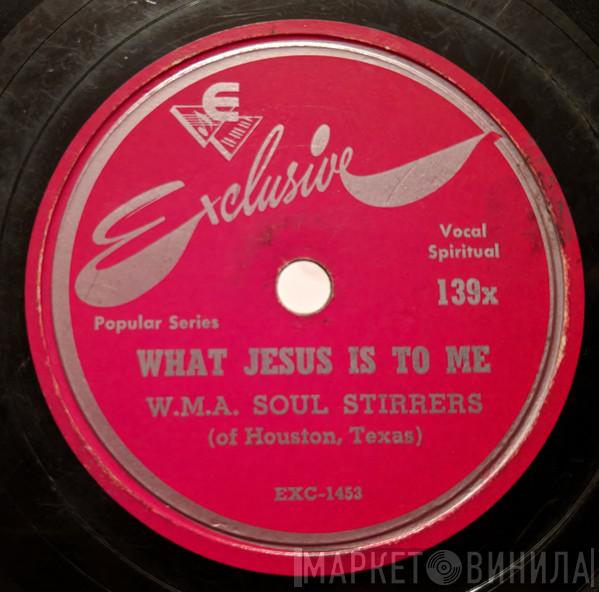 E
Exclusive
Vocal
Spiritual
139x
Popular Series
WHAT JESUS IS TO ME
W.M.A. SOUL STIRRERS
(of Houston, Texas)
EXC-1453
МАРКЕТ ВИНИЛА